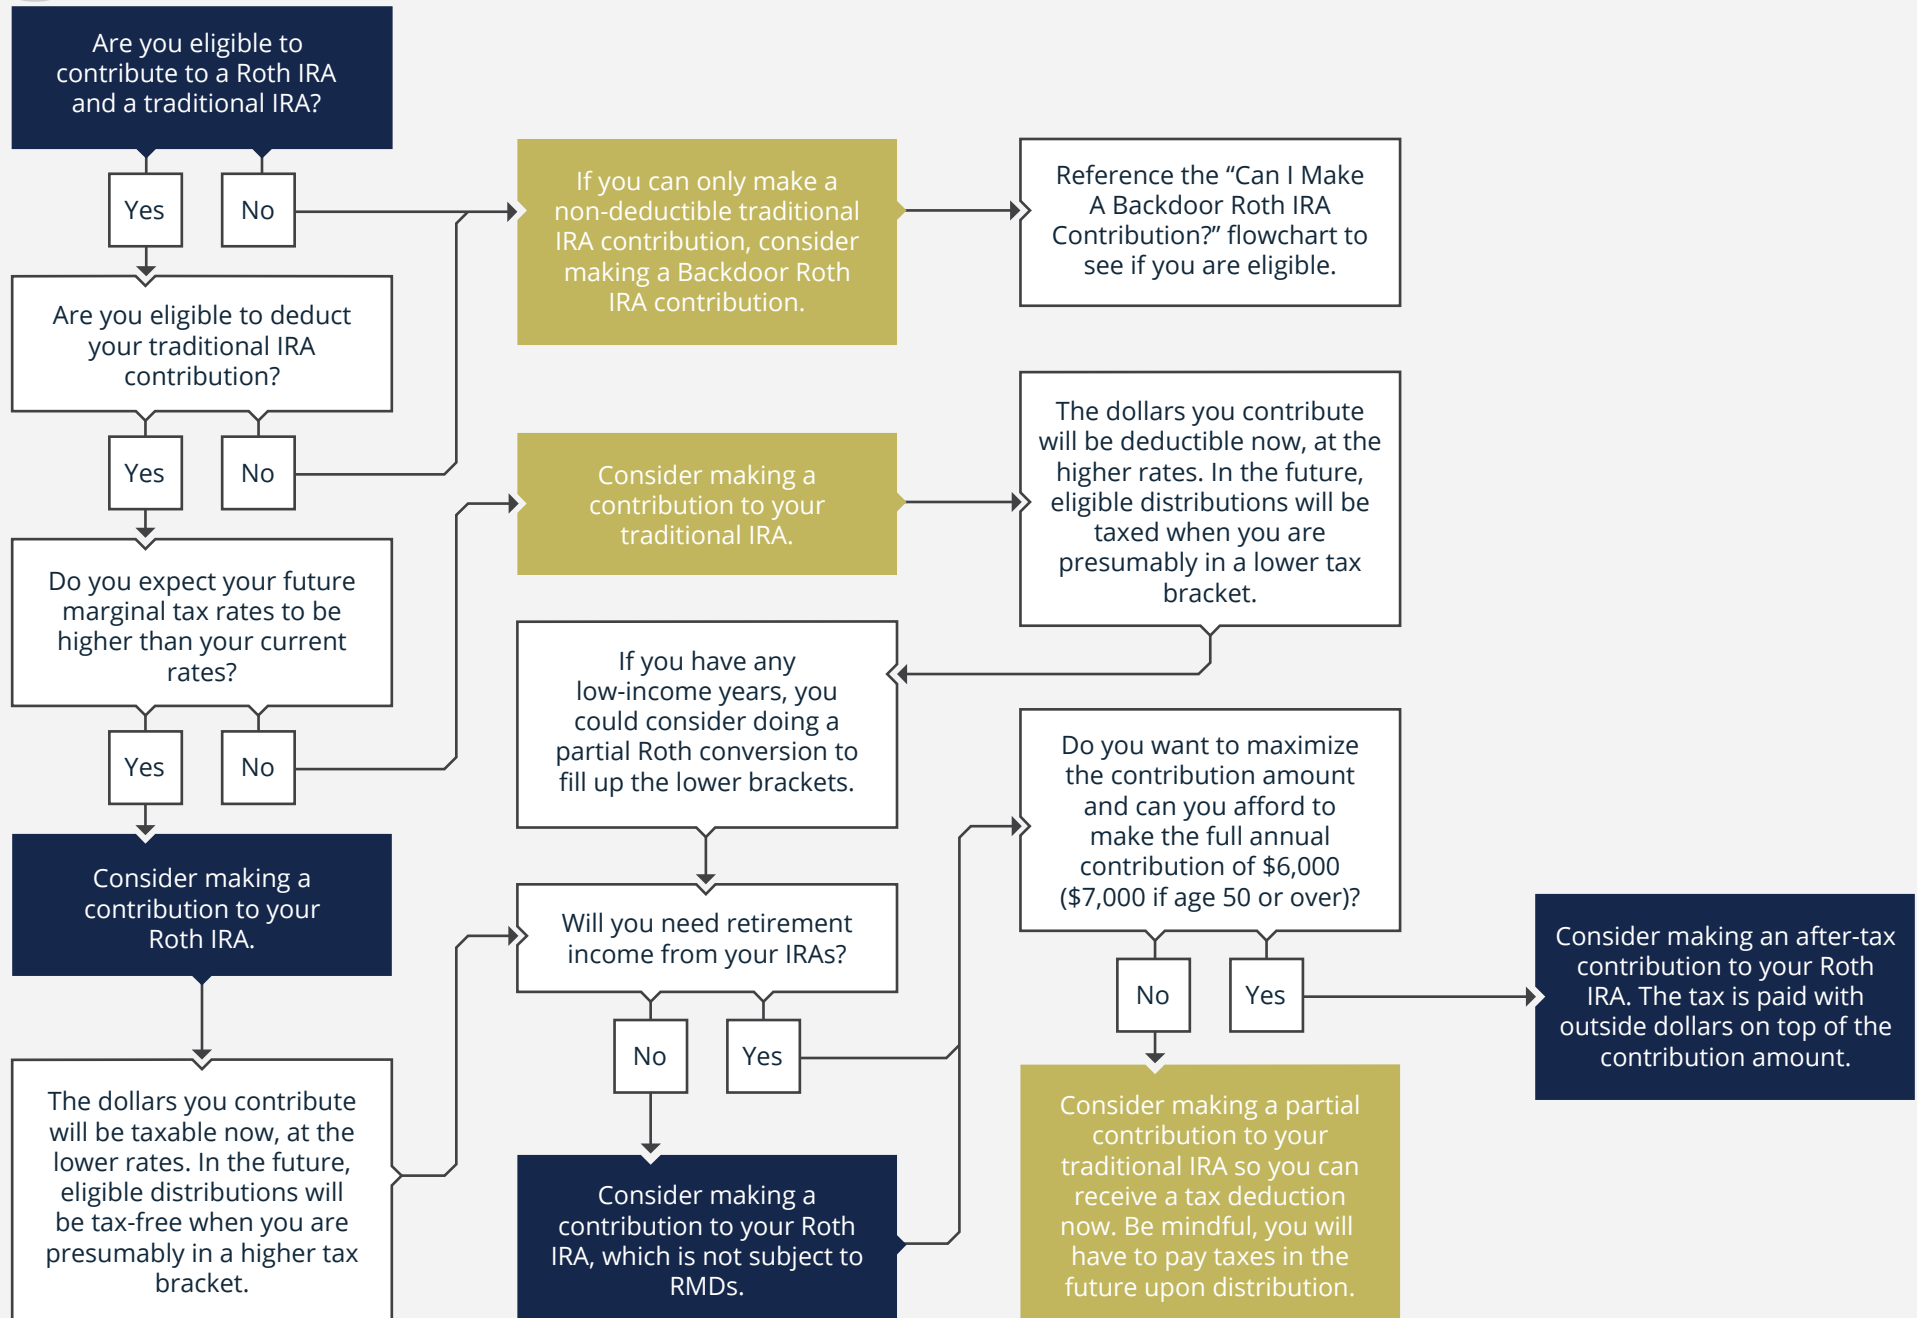 Are you eligible to
contribute to a Roth IRA
and a traditional IRA?
Yes
No
If you can only make a
non-deductible traditional
IRA contribution, consider
making a Backdoor Roth
IRA contribution.
Reference the “Can I Make
A Backdoor Roth IRA
Contribution?” flowchart to
see if you are eligible.
Are you eligible to deduct
your traditional IRA
contribution?
Yes
No
Consider making a
contribution to your
traditional IRA.
The dollars you contribute
will be deductible now, at the
higher rates. In the future,
eligible distributions will be
taxed when you are
presumably in a lower tax
bracket.
Do you expect your future
marginal tax rates to be
higher than your current
rates?
Yes
No
If you have any
low-income years, you
could consider doing a
partial Roth conversion to
fill up the lower brackets.
Consider making a
contribution to your
Roth IRA.
The dollars you contribute
will be taxable now, at the
lower rates. In the future,
eligible distributions will
be tax-free when you are
presumably in a higher tax
bracket.
Will you need retirement
income from your IRAs?
No
Yes
Consider making a
contribution to your Roth
IRA, which is not subject to
RMDs.
Do you want to maximize
the contribution amount
and can you afford to
make the full annual
contribution of $6,000
($7,000 if age 50 or over)?
No
Yes
Consider making a partial
contribution to your
traditional IRA so you can
receive a tax deduction
now. Be mindful, you will
have to pay taxes in the
future upon distribution.
Consider making an after-tax
contribution to your Roth
IRA. The tax is paid with
outside dollars on top of the
contribution amount.